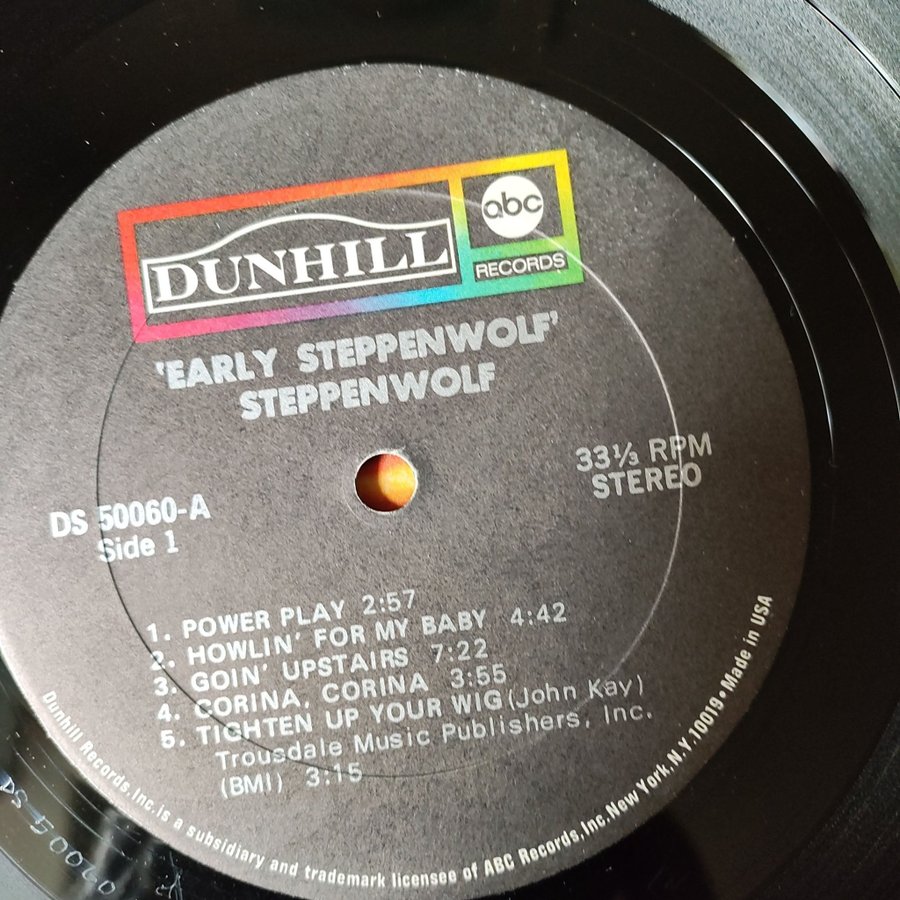 DUNHILL
abc
RECORDS
'EARLY STEPPENWOLF'
STEPPENWOLF
33⅓ RPM
STEREO
DS 50060-A
Side 1
1. POWER PLAY 2:57
2. HOWLIN' FOR MY BABY 4:42
3. GOIN' UPSTAIRS 7:22
4. CORINA, CORINA 3:55
5. TIGHTEN UP YOUR WIG (John Kay)
Trousdale Music Publishers, Inc.
(BMI) 3:15
Dunhill Records, Inc. is a subsidiary and trademark licensee of ABC Records, Inc. New York, N.Y. 10019 • Made in USA
DS 50060